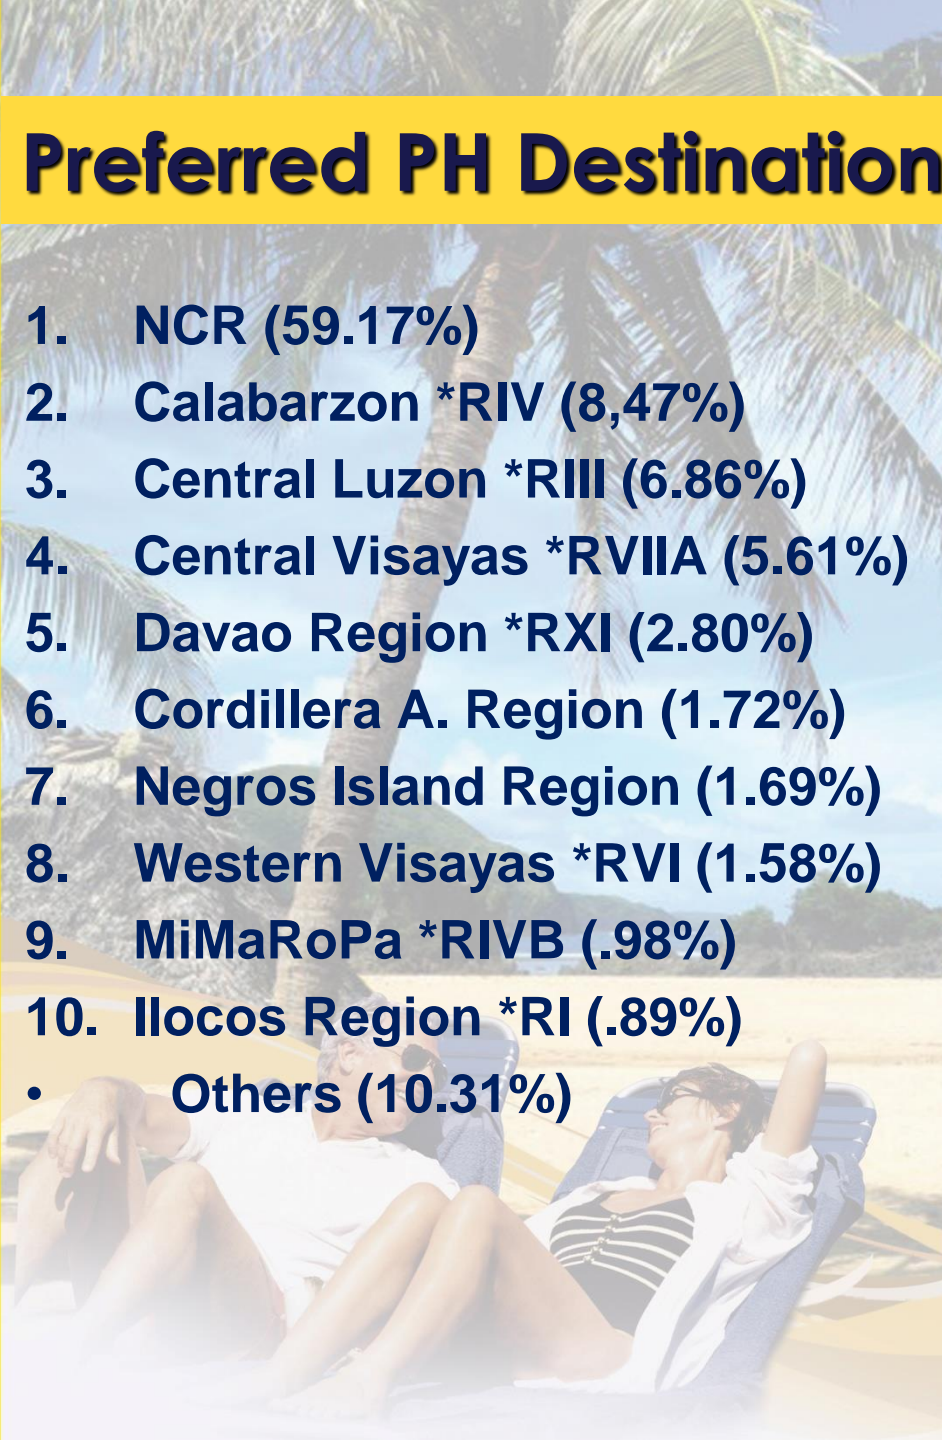 Preferred PH Destination
1. NCR (59.17%)
2. Calabarzon *RIV (8,47%)
3. Central Luzon *RIII (6.86%)
4. Central Visayas *RVIIA (5.61%)
5. Davao Region *RXI (2.80%)
6. Cordillera A. Region (1.72%)
7. Negros Island Region (1.69%)
8. Western Visayas *RVI (1.58%)
9. MiMaRoPa *RIVB (.98%)
10. Ilocos Region *RI (.89%)
• Others (10.31%)